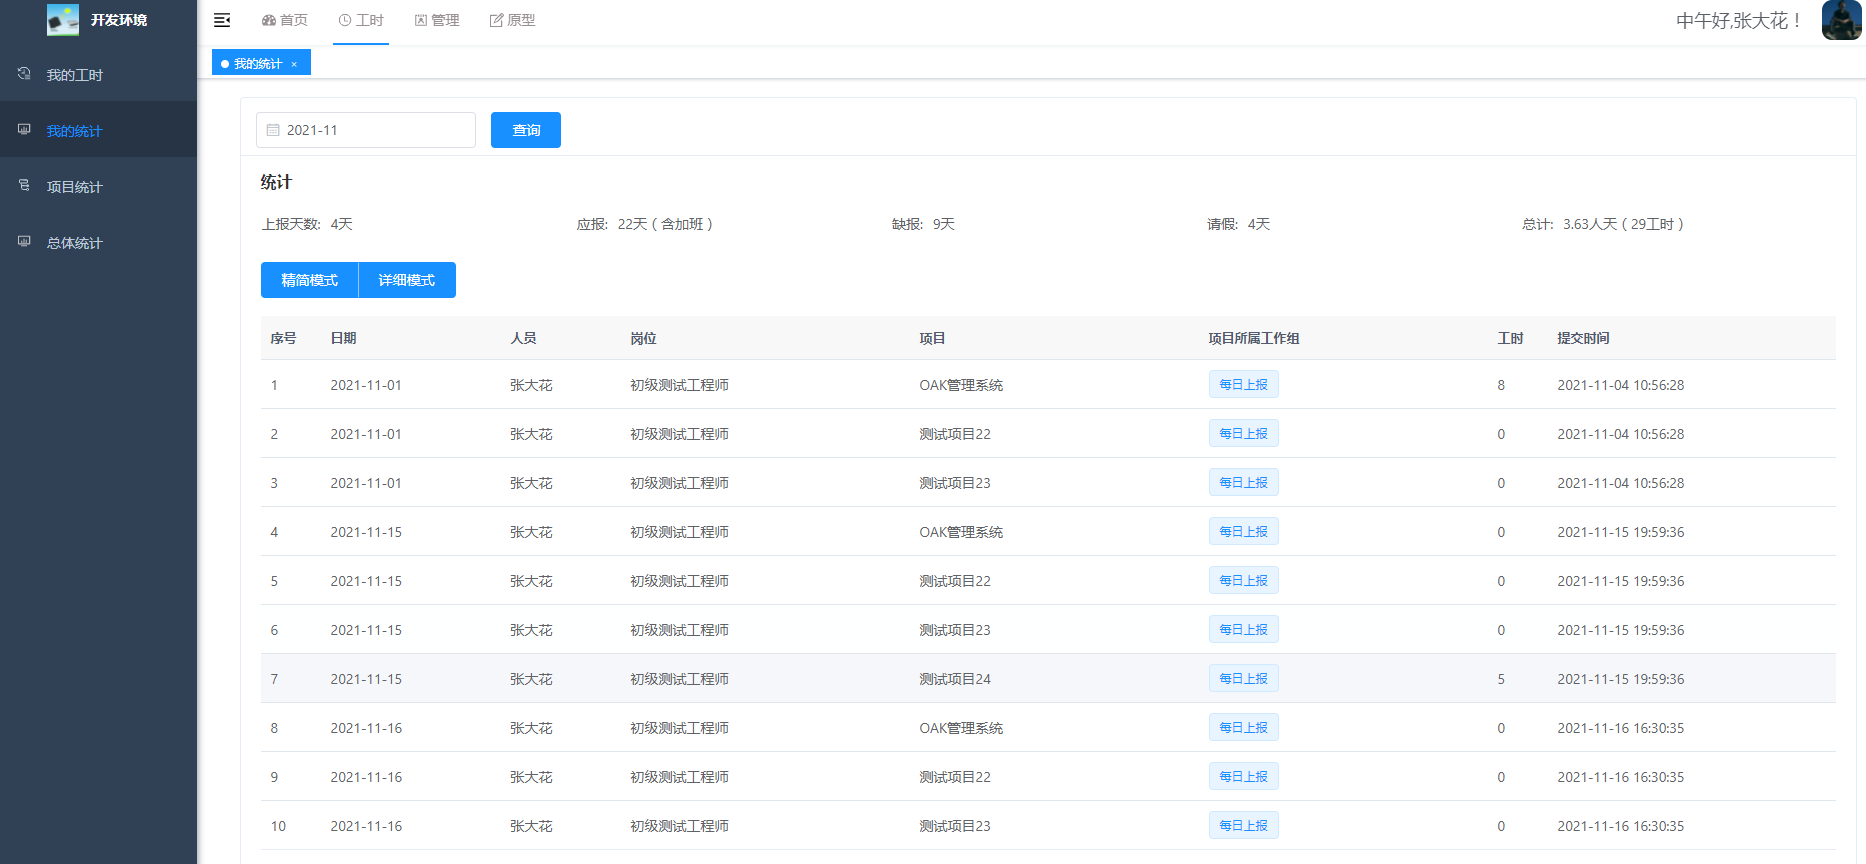 开发环境
首页 工时 管理 原型
中午好,张大花！
我的工时
我的统计
项目统计
总体统计
我的统计 ×
2021-11 查询
统计
上报天数: 4天 应报: 22天 ( 含加班 ) 缺报: 9天 请假: 4天 总计: 3.63人天 ( 29工时 )
精简模式 详细模式
序号 日期 人员 岗位 项目 项目所属工作组 工时 提交时间
1 2021-11-01 张大花 初级测试工程师 OAK管理系统 每日上报 8 2021-11-04 10:56:28
2 2021-11-01 张大花 初级测试工程师 测试项目22 每日上报 0 2021-11-04 10:56:28
3 2021-11-01 张大花 初级测试工程师 测试项目23 每日上报 0 2021-11-04 10:56:28
4 2021-11-15 张大花 初级测试工程师 OAK管理系统 每日上报 0 2021-11-15 19:59:36
5 2021-11-15 张大花 初级测试工程师 测试项目22 每日上报 0 2021-11-15 19:59:36
6 2021-11-15 张大花 初级测试工程师 测试项目23 每日上报 0 2021-11-15 19:59:36
7 2021-11-15 张大花 初级测试工程师 测试项目24 每日上报 5 2021-11-15 19:59:36
8 2021-11-16 张大花 初级测试工程师 OAK管理系统 每日上报 0 2021-11-16 16:30:35
9 2021-11-16 张大花 初级测试工程师 测试项目22 每日上报 0 2021-11-16 16:30:35
10 2021-11-16 张大花 初级测试工程师 测试项目23 每日上报 0 2021-11-16 16:30:35